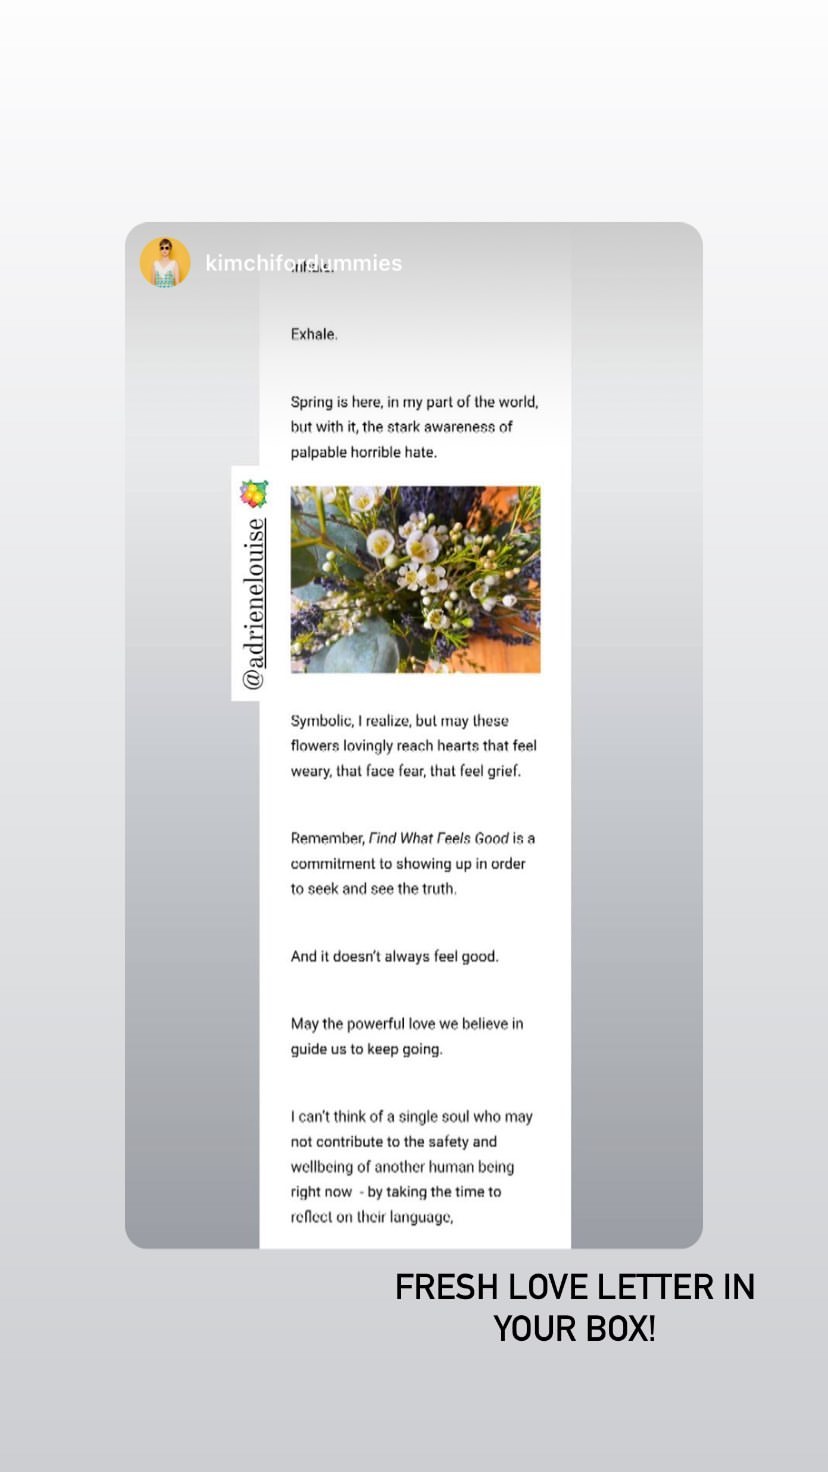 kimchifordummies
Inhale.
Exhale.
Spring is here, in my part of the world,
but with it, the stark awareness of
palpable horrible hate.
@adrienelouise
Symbolic, I realize, but may these
flowers lovingly reach hearts that feel
weary, that face fear, that feel grief.
Remember, Find What Feels Good is a
commitment to showing up in order
to seek and see the truth.
And it doesn't always feel good.
May the powerful love we believe in
guide us to keep going.
I can't think of a single soul who may
not contribute to the safety and
wellbeing of another human being
right now - by taking the time to
reflect on their language,
FRESH LOVE LETTER IN
YOUR BOX!